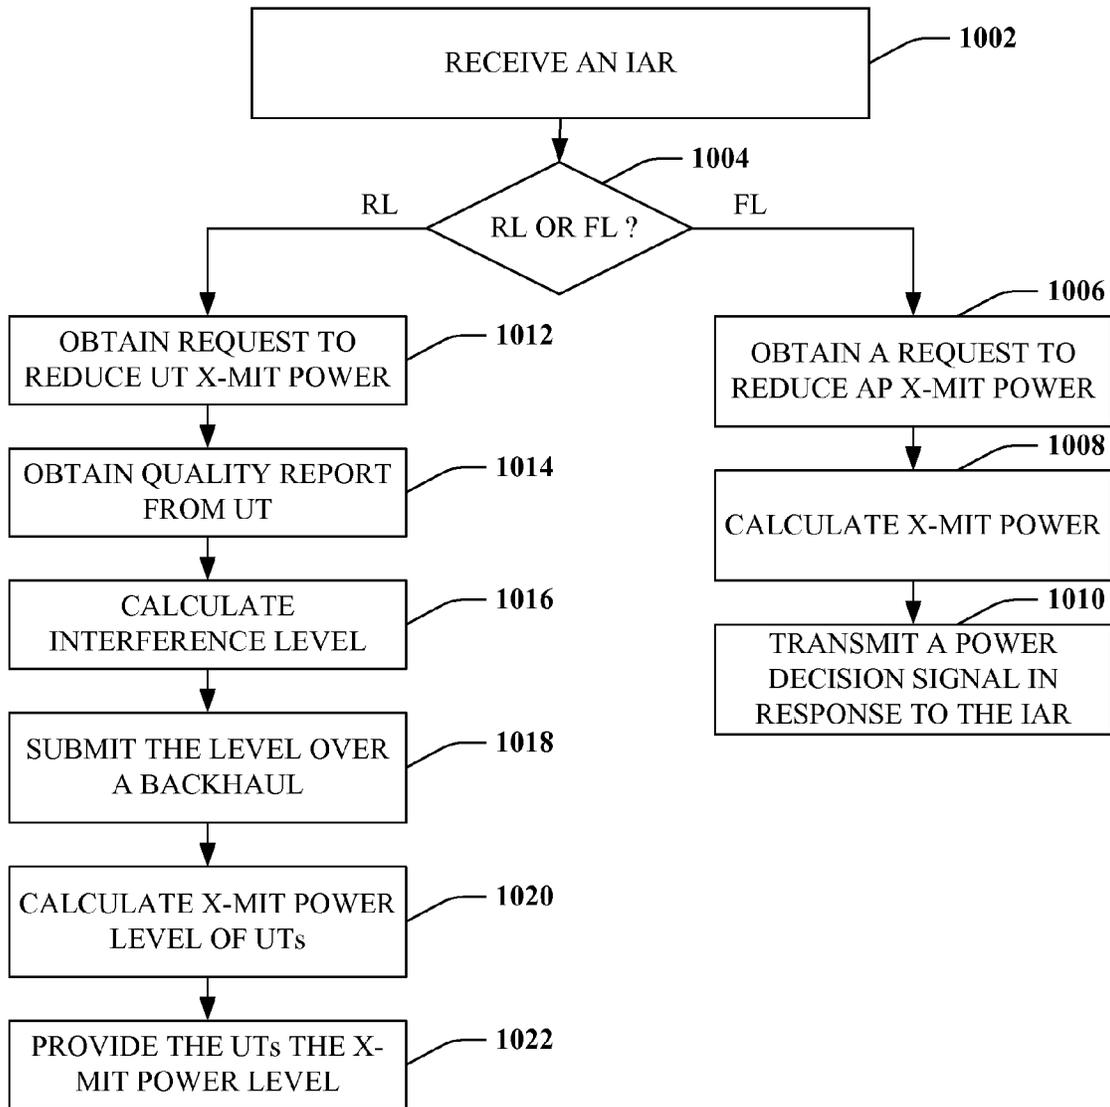 RECEIVE AN IAR
1002
1004
RL
RL OR FL ?
FL
OBTAIN REQUEST TO
REDUCE UT X-MIT POWER
1012
OBTAIN QUALITY REPORT
FROM UT
1014
CALCULATE
INTERFERENCE LEVEL
1016
SUBMIT THE LEVEL OVER
A BACKHAUL
1018
CALCULATE X-MIT POWER
LEVEL OF UTs
1020
PROVIDE THE UTs THE X-
MIT POWER LEVEL
1022
1006
OBTAIN A REQUEST TO
REDUCE AP X-MIT POWER
1008
CALCULATE X-MIT POWER
1010
TRANSMIT A POWER
DECISION SIGNAL IN
RESPONSE TO THE IAR